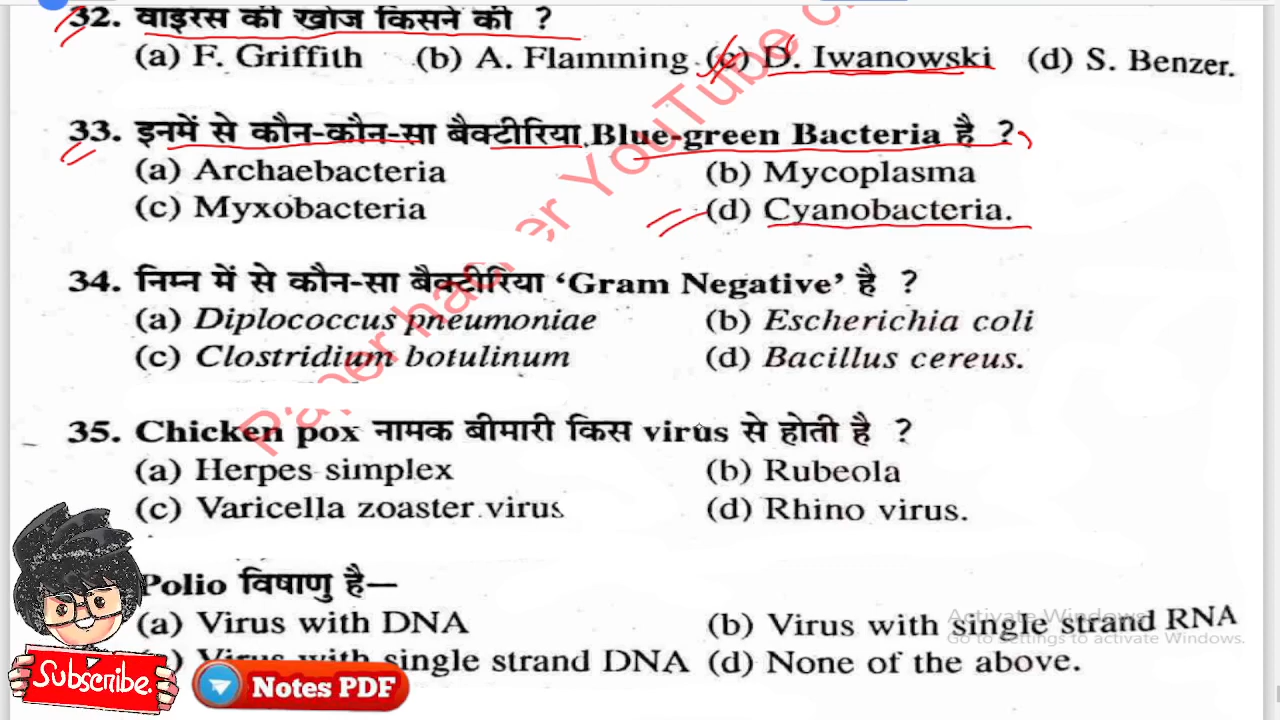 32. वाइरस की खोज किसने की ?
(a) F. Griffith (b) A. Flamming (c) D. Iwanowski (d) S. Benzer.
33. इनमें से कौन-कौन-सा बैक्टीरिया Blue-green Bacteria है ?
(a) Archaebacteria (b) Mycoplasma
(c) Myxobacteria (d) Cyanobacteria.
34. निम्न में से कौन-सा बैक्टीरिया ‘Gram Negative’ है ?
(a) Diplococcus pneumoniae (b) Escherichia coli
(c) Clostridium botulinum (d) Bacillus cereus.
35. Chicken pox नामक बीमारी किस virus से होती है ?
(a) Herpes simplex (b) Rubeola
(c) Varicella zoaster virus (d) Rhino virus.
Polio विषाणु है—
(a) Virus with DNA (b) Virus with single strand RNA
Virus with single strand DNA (d) None of the above.
YouTube
Activate Windows
Go to Settings to activate Windows.
Subscribe.
Notes PDF